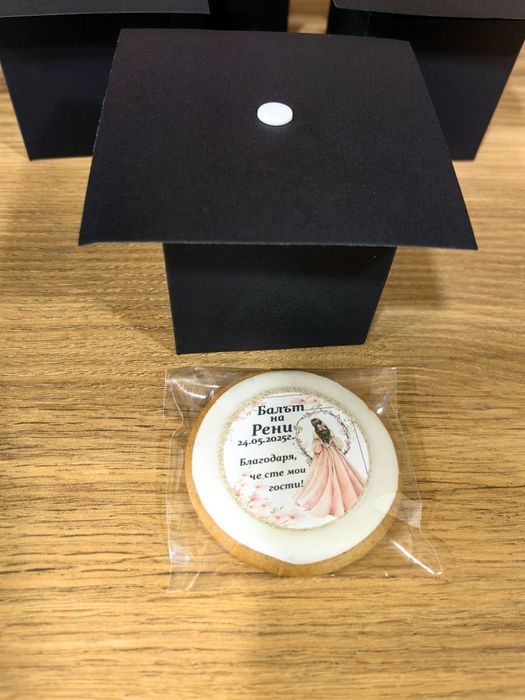 Балът
на
Рени
24.05.2025г.
Благодаря,
че сте мои
гости!